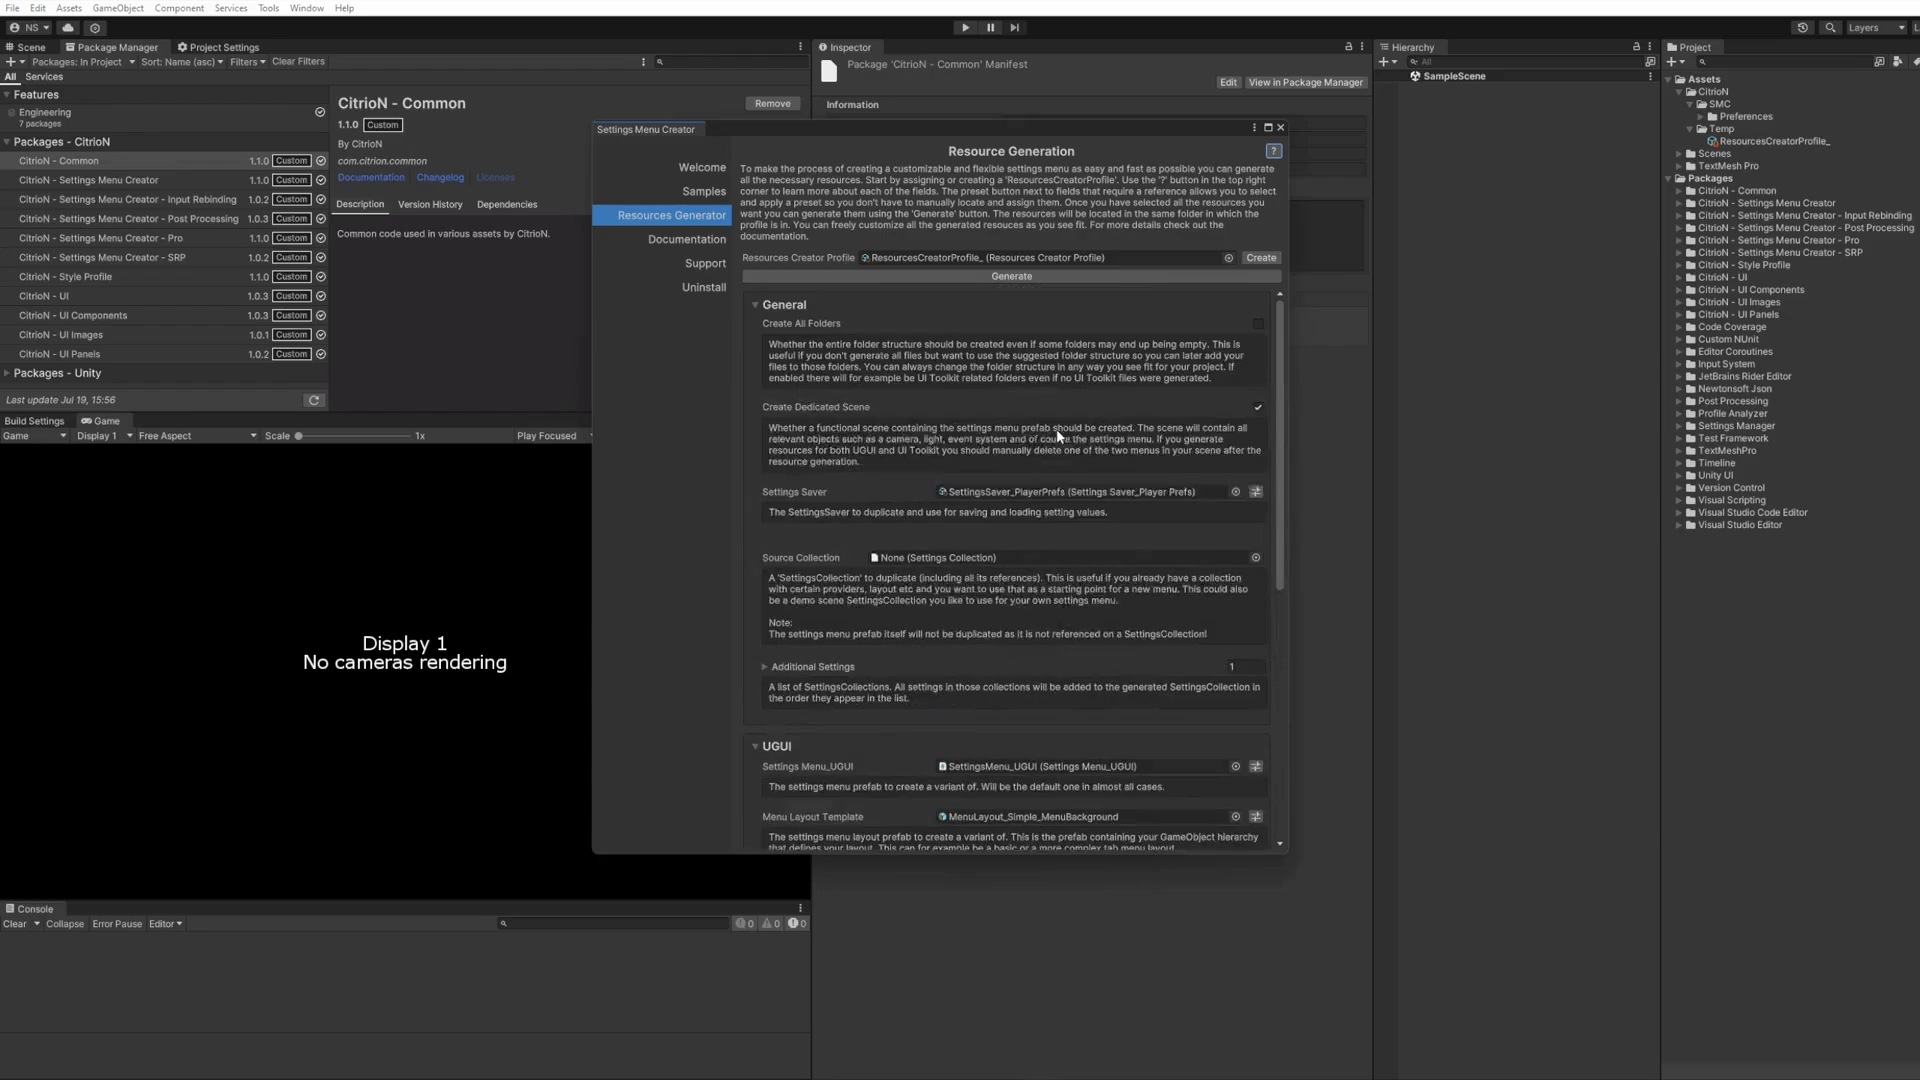 File Edit Assets GameObject Component Services Tools Window Help
NS
Layers
Scene Package Manager Project Settings
Packages: In Project Sort: Name (asc) Filters Clear Filters
All Services
Features
Engineering
7 packages
Packages - CitrioN
CitrioN - Common 1.1.0 Custom
CitrioN - Settings Menu Creator 1.1.0 Custom
CitrioN - Settings Menu Creator - Input Rebinding 1.0.2 Custom
CitrioN - Settings Menu Creator - Post Processing 1.0.3 Custom
CitrioN - Settings Menu Creator - Pro 1.1.0 Custom
CitrioN - Settings Menu Creator - SRP 1.0.2 Custom
CitrioN - Style Profile 1.1.0 Custom
CitrioN - UI 1.0.3 Custom
CitrioN - UI Components 1.0.3 Custom
CitrioN - UI Images 1.0.1 Custom
CitrioN - UI Panels 1.0.2 Custom
Packages - Unity
Last update Jul 19, 15:56
CitrioN - Common Remove
1.1.0 Custom
By CitrioN
com.citrion.common
Documentation Changelog Licenses
Description Version History Dependencies
Common code used in various assets by CitrioN.
Build Settings Game
Game Display 1 Free Aspect Scale 1x Play Focused
Display 1
No cameras rendering
Console
Clear Collapse Error Pause Editor 0 0 0
Inspector
Package 'CitrioN - Common' Manifest
Edit View in Package Manager
Information
Settings Menu Creator
Welcome
Samples
Resources Generator
Documentation
Support
Uninstall
Resource Generation ?
To make the process of creating a customizable and flexible settings menu as easy and fast as possible you can generate
all the necessary resources. Start by assigning or creating a 'ResourcesCreatorProfile'. Use the '?' button in the top right
corner to learn more about each of the fields. The preset button next to fields that require a reference allows you to select
and apply a preset so you don't have to manually locate and assign them. Once you have selected all the resources you
want you can generate them using the 'Generate' button. The resources will be located in the same folder in which the
profile is in. You can freely customize all the generated resouces as you see fit. For more details check out the
documentation.
Resources Creator Profile ResourcesCreatorProfile_ (Resources Creator Profile) Create
Generate
General
Create All Folders
Whether the entire folder structure should be created even if some folders may end up being empty. This is
useful if you don't generate all files but want to use the suggested folder structure so you can later add your
files to those folders. You can always change the folder structure in any way you see fit for your project. If
enabled there will for example be UI Toolkit related folders even if no UI Toolkit files were generated.
Create Dedicated Scene
Whether a functional scene containing the settings menu prefab should be created. The scene will contain all
relevant objects such as a camera, light, event system and of course the settings menu. If you generate
resources for both UGUI and UI Toolkit you should manually delete one of the two menus in your scene after the
resource generation.
Settings Saver SettingsSaver_PlayerPrefs (Settings Saver_Player Prefs)
The SettingsSaver to duplicate and use for saving and loading setting values.
Source Collection None (Settings Collection)
A 'SettingsCollection' to duplicate (including all its references). This is useful if you already have a collection
with certain providers, layout etc and you want to use that as a starting point for a new menu. This could also
be a demo scene SettingsCollection you like to use for your own settings menu.
Note:
The settings menu prefab itself will not be duplicated as it is not referenced on a SettingsCollection!
Additional Settings 1
A list of SettingsCollections. All settings in those collections will be added to the generated SettingsCollection in
the order they appear in the list.
UGUI
Settings Menu_UGUI SettingsMenu_UGUI (Settings Menu_UGUI)
The settings menu prefab to create a variant of. Will be the default one in almost all cases.
Menu Layout Template MenuLayout_Simple_MenuBackground
The settings menu layout prefab to create a variant of. This is the prefab containing your GameObject hierarchy
that defines your layout. This can for example be a basic or a more complex tab menu layout.
Hierarchy
All
SampleScene
Project
Assets
CitrioN
SMC
Preferences
Temp
ResourcesCreatorProfile_
Scenes
TextMesh Pro
Packages
CitrioN - Common
CitrioN - Settings Menu Creator
CitrioN - Settings Menu Creator - Input Rebinding
CitrioN - Settings Menu Creator - Post Processing
CitrioN - Settings Menu Creator - Pro
CitrioN - Settings Menu Creator - SRP
CitrioN - Style Profile
CitrioN - UI
CitrioN - UI Components
CitrioN - UI Images
CitrioN - UI Panels
Code Coverage
Custom NUnit
Editor Coroutines
Input System
JetBrains Rider Editor
Newtonsoft Json
Post Processing
Profile Analyzer
Settings Manager
Test Framework
TextMeshPro
Timeline
Unity UI
Version Control
Visual Scripting
Visual Studio Code Editor
Visual Studio Editor